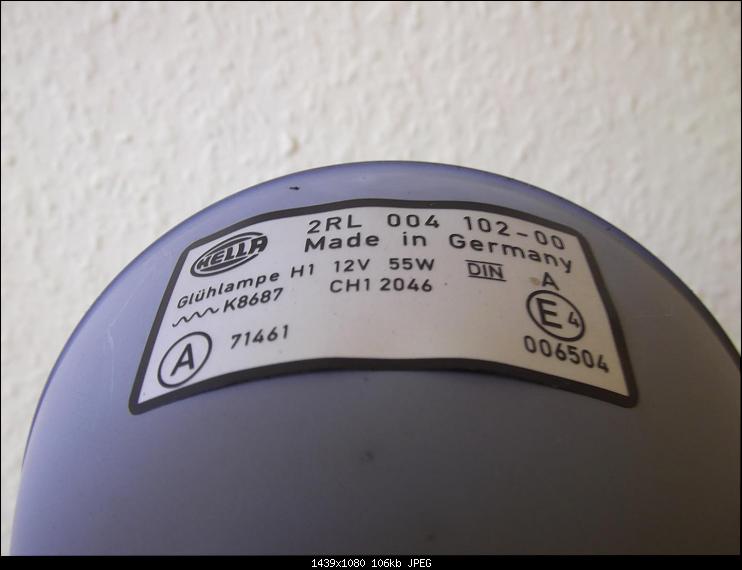 2RL 004 102-00
HELLA Made in Germany
Glühlampe H1 12V 55W DIN A
K8687 CH1 2046 E4
A 71461 006504
1439x1080 106kb JPEG